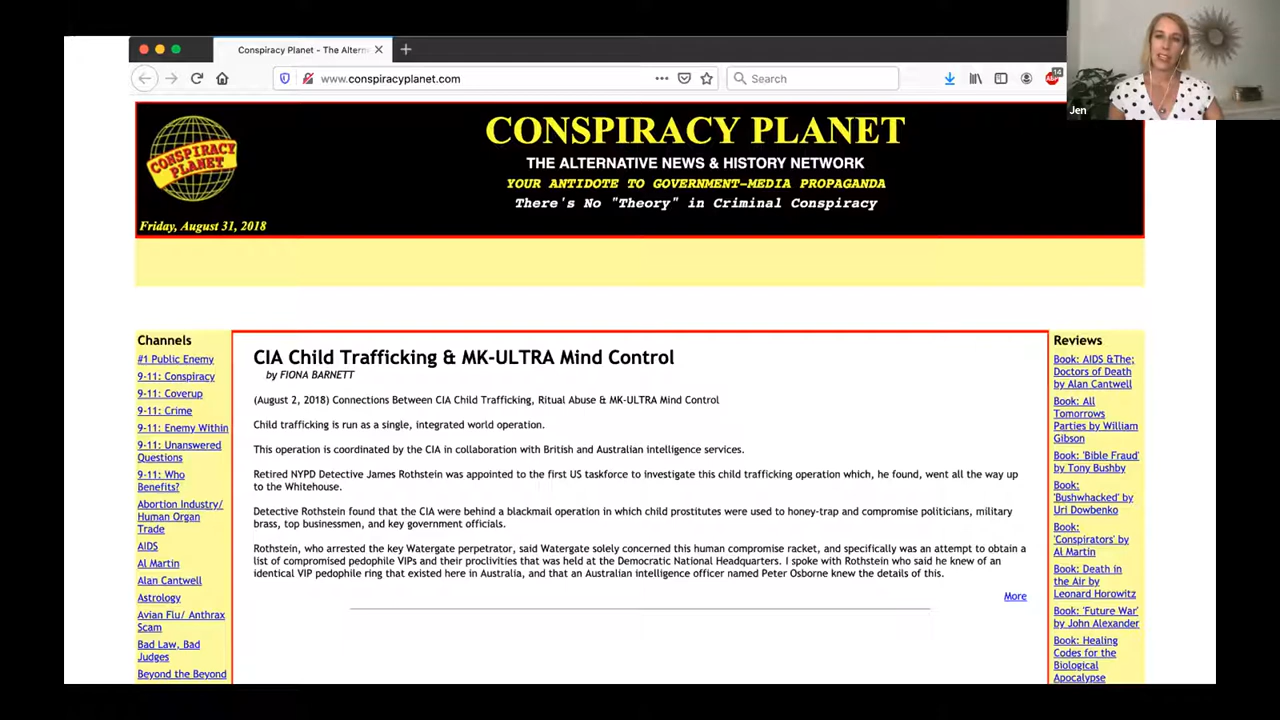 Conspiracy Planet - The Altern
www.conspiracyplanet.com
Search
14
Jen
CONSPIRACY PLANET
CONSPIRACY PLANET
THE ALTERNATIVE NEWS & HISTORY NETWORK
YOUR ANTIDOTE TO GOVERNMENT-MEDIA PROPAGANDA
There's No "Theory" in Criminal Conspiracy
Friday, August 31, 2018
Channels
#1 Public Enemy
9-11: Conspiracy
9-11: Coverup
9-11: Crime
9-11: Enemy Within
9-11: Unanswered
Questions
9-11: Who
Benefits?
Abortion Industry/
Human Organ
Trade
AIDS
Al Martin
Alan Cantwell
Astrology
Avian Flu/ Anthrax
Scam
Bad Law, Bad
Judges
Beyond the Beyond
CIA Child Trafficking & MK-ULTRA Mind Control
by FIONA BARNETT
(August 2, 2018) Connections Between CIA Child Trafficking, Ritual Abuse & MK-ULTRA Mind Control
Child trafficking is run as a single, integrated world operation.
This operation is coordinated by the CIA in collaboration with British and Australian intelligence services.
Retired NYPD Detective James Rothstein was appointed to the first US taskforce to investigate this child trafficking operation which, he found, went all the way up
to the Whitehouse.
Detective Rothstein found that the CIA were behind a blackmail operation in which child prostitutes were used to honey-trap and compromise politicians, military
brass, top businessmen, and key government officials.
Rothstein, who arrested the key Watergate perpetrator, said Watergate solely concerned this human compromise racket, and specifically was an attempt to obtain a
list of compromised pedophile VIPs and their proclivities that was held at the Democratic National Headquarters. I spoke with Rothstein who said he knew of an
identical VIP pedophile ring that existed here in Australia, and that an Australian intelligence officer named Peter Osborne knew the details of this.
More
Reviews
Book: AIDS &The;
Doctors of Death
by Alan Cantwell
Book: All
Tomorrows
Parties by William
Gibson
Book: 'Bible Fraud'
by Tony Bushby
Book:
'Bushwhacked' by
Uri Dowbenko
Book:
'Conspirators' by
Al Martin
Book: Death in
the Air by
Leonard Horowitz
Book: 'Future War'
by John Alexander
Book: Healing
Codes for the
Biological
Apocalypse